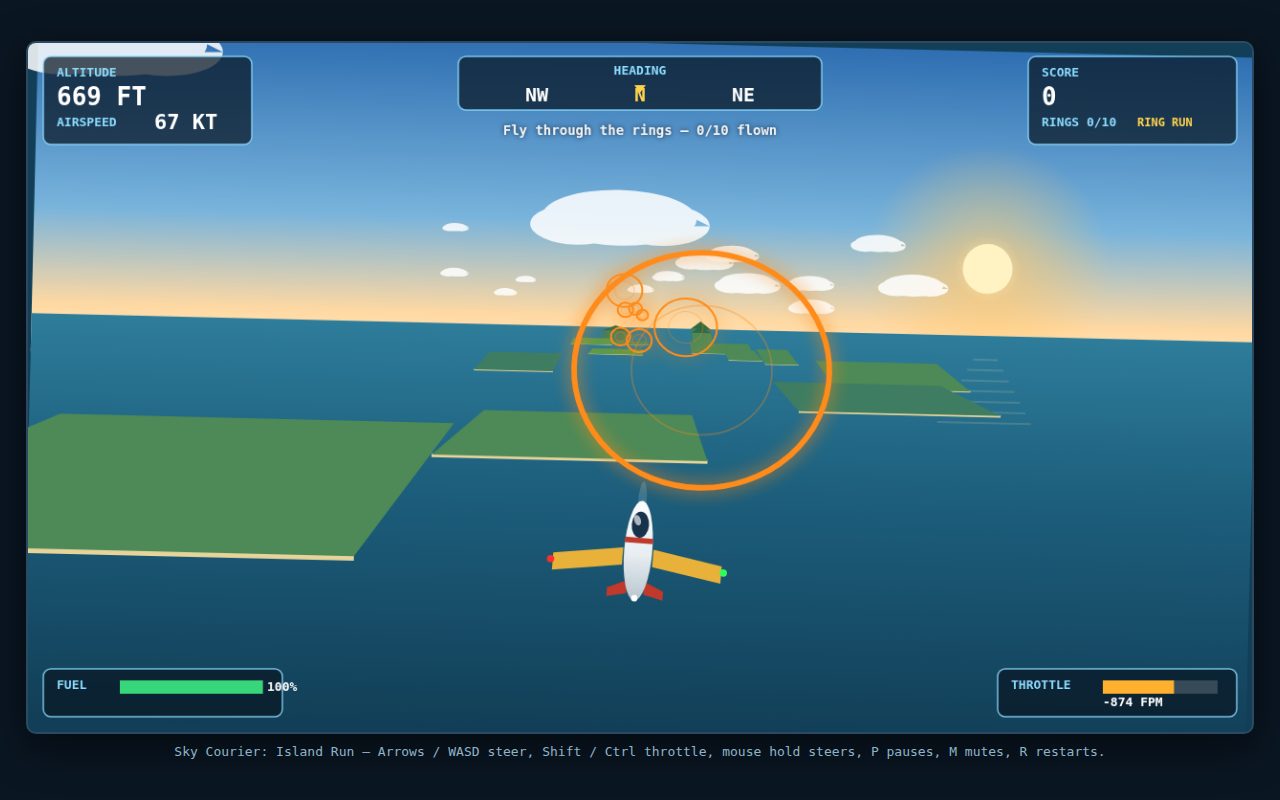 ALTITUDE
669 FT
AIRSPEED 67 KT
HEADING
NW N NE
Fly through the rings — 0/10 flown
SCORE
0
RINGS 0/10 RING RUN
FUEL 100%
THROTTLE
-874 FPM
Sky Courier: Island Run — Arrows / WASD steer, Shift / Ctrl throttle, mouse hold steers, P pauses, M mutes, R restarts.